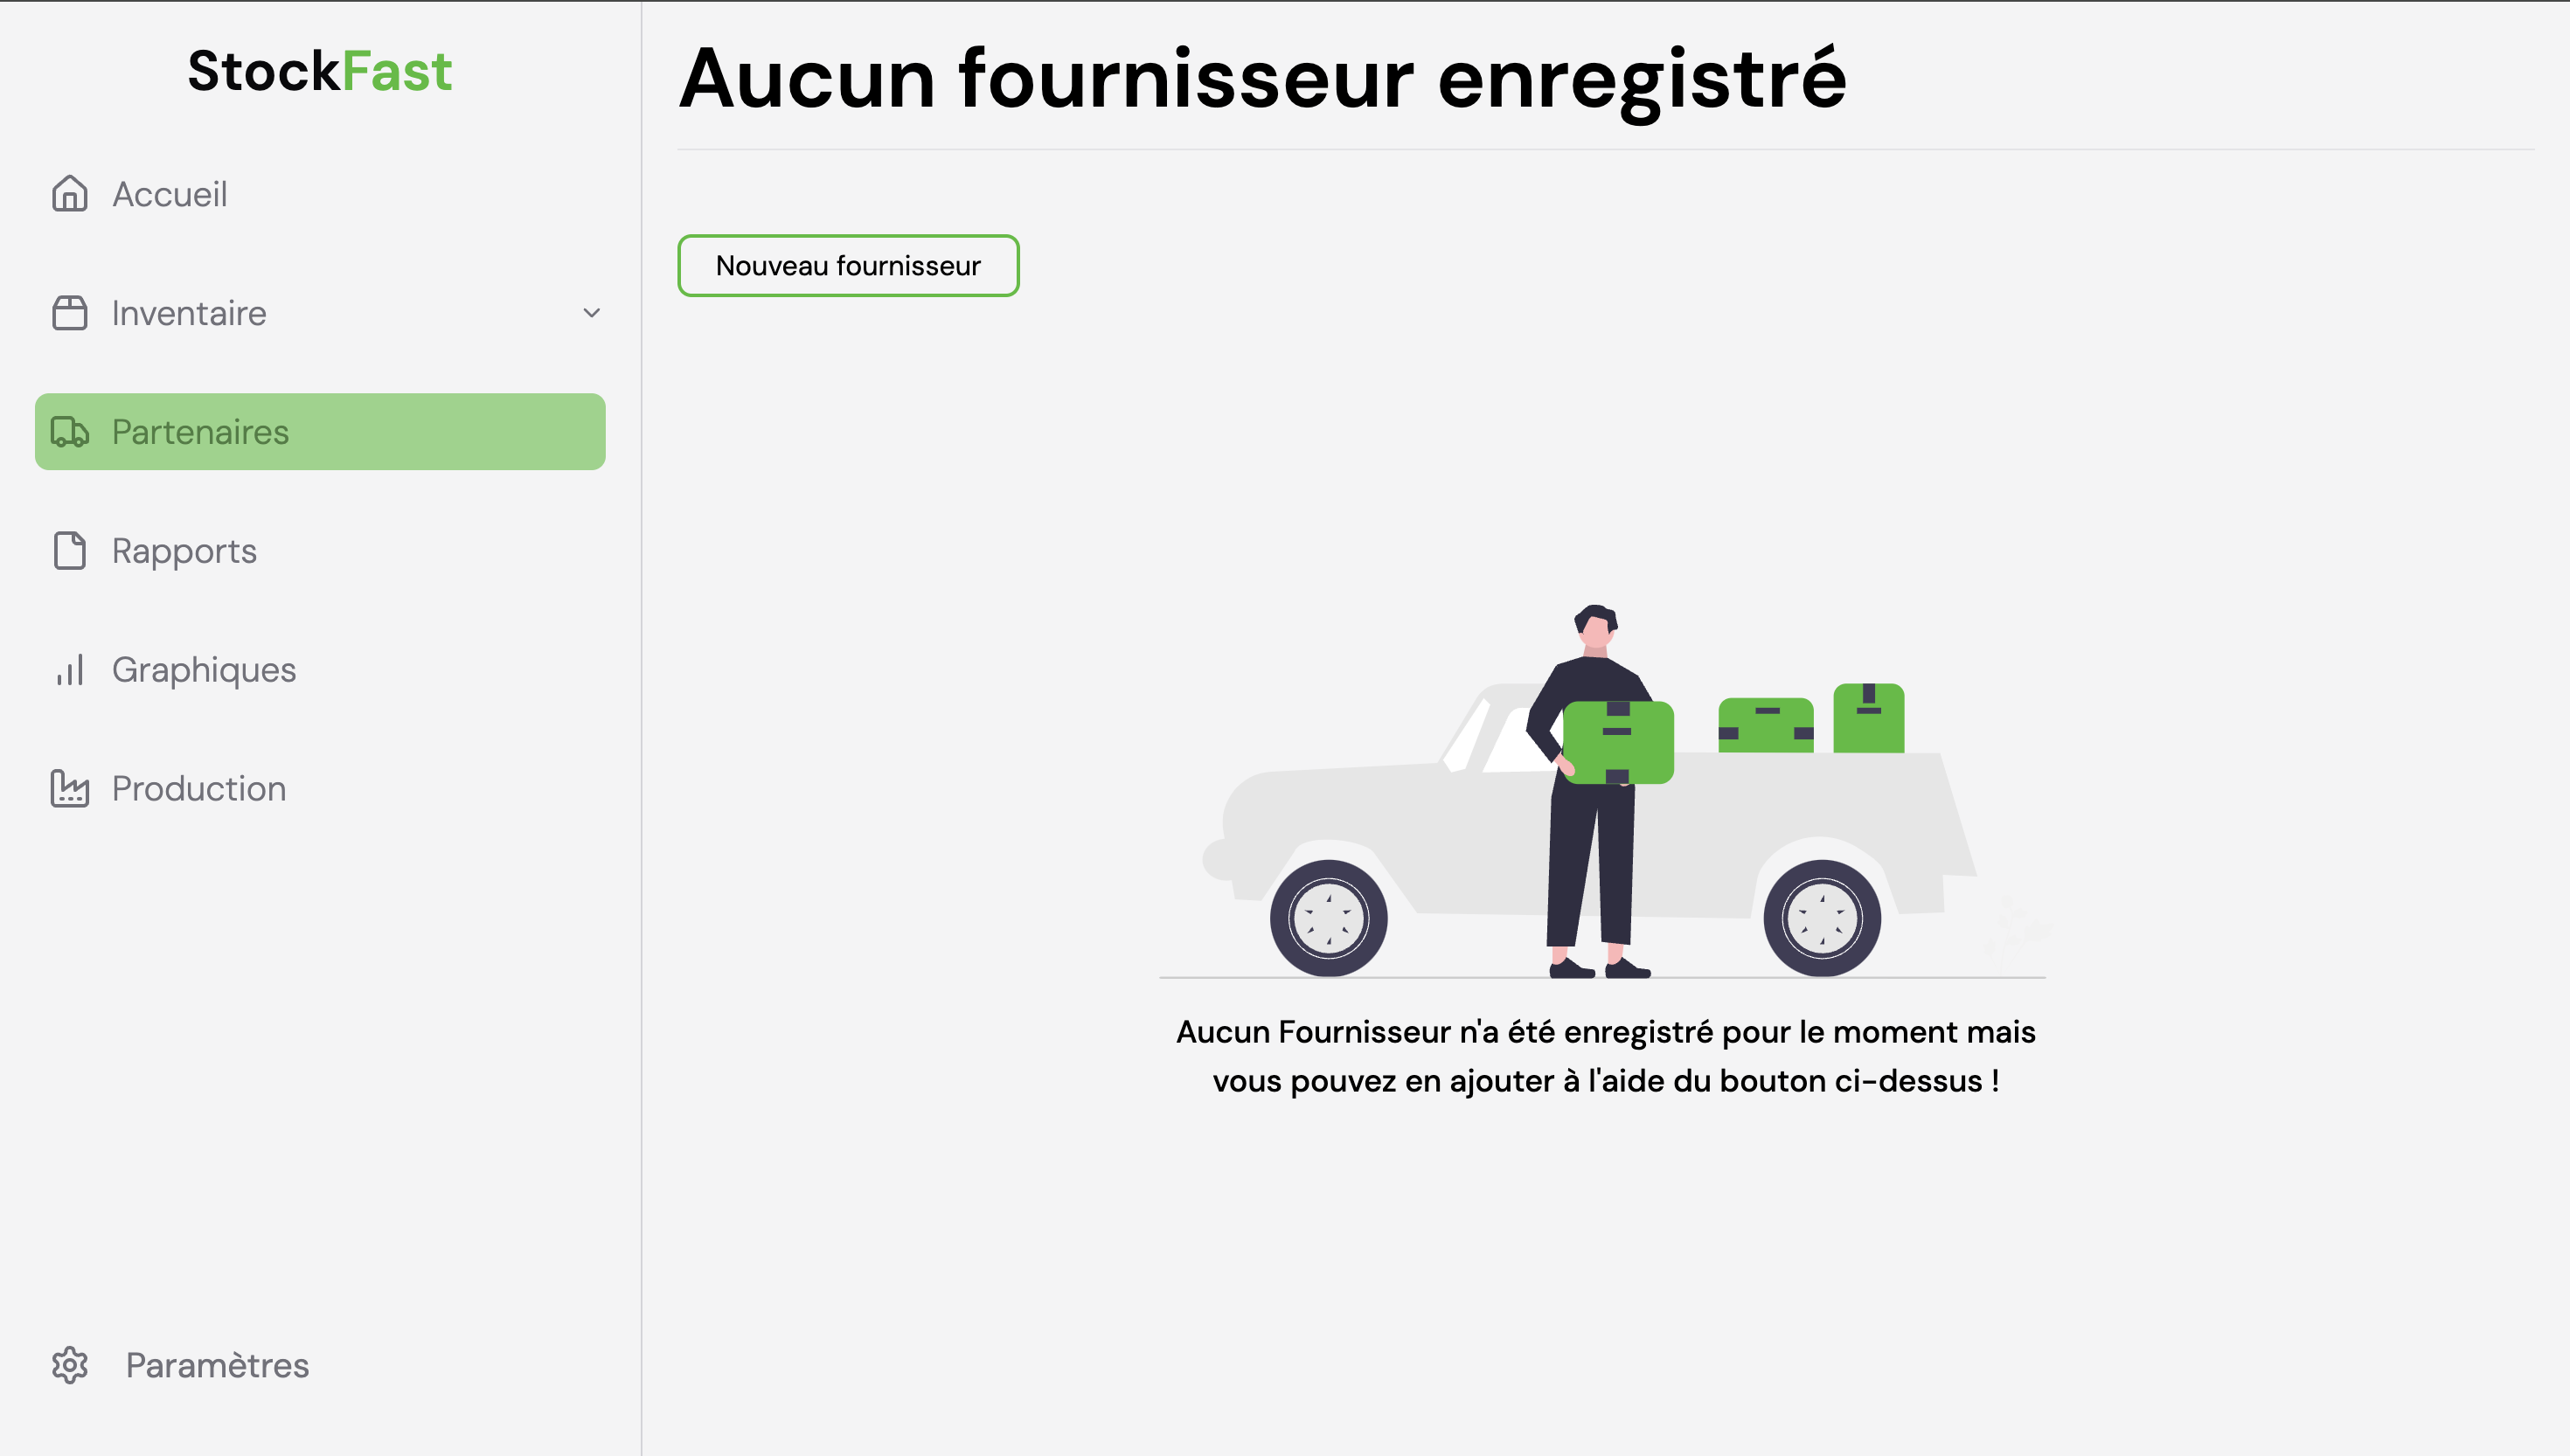 StockFast
Accueil
Inventaire
Partenaires
Rapports
Graphiques
Production
Paramètres
Aucun fournisseur enregistré
Nouveau fournisseur
Aucun Fournisseur n'a été enregistré pour le moment mais
vous pouvez en ajouter à l'aide du bouton ci-dessus !